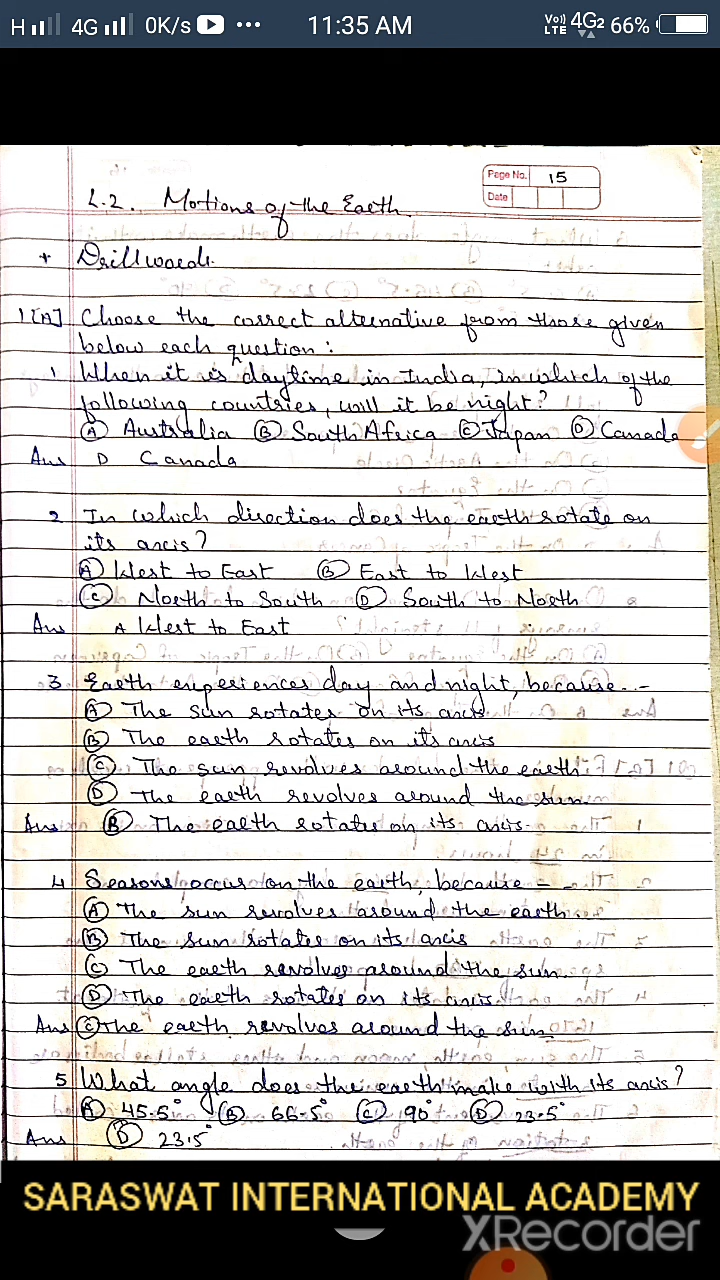 H 4G 0K/s ••• 11:35 AM Vo)) LTE 4G2 66%
Page No. 15
Date
L.2. Motions of the Earth.
+ Drillwork.
1[A] Choose the correct alternative from those given
below each question:
1. When it is daytime in India, in which of the
following countries, will it be night?
(A) Australia (B) South Africa (C) Japan (D) Canada
Ans D Canada
2 In which direction does the earth rotate on
its axis?
(A) West to East (B) East to West
(C) North to South (D) South to North
Ans A West to East
3 Earth experiences day and night, because --
(A) The sun rotates on its axis
(B) The earth rotates on its axis
(C) The sun revolves around the earth
(D) The earth revolves around the sun.
Ans (B) The earth rotates on its axis.
4 Seasons occur on the earth, because - -
(A) The sun revolves around the earth.
(B) The sun rotates on its axis
(C) The earth revolves around the sun.
(D) The earth rotates on its axis
Ans (C) The earth revolves around the sun
5 What angle does the earth make with its axis?
(A) 45.5° (B) 66.5° (C) 90° (D) 23.5°
Ans (D) 23.5°
SARASWAT INTERNATIONAL ACADEMY
XRecorder